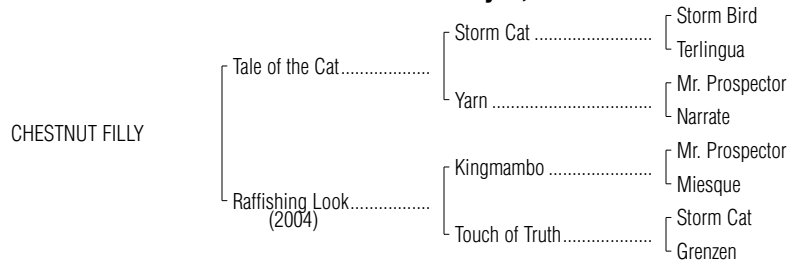 Storm Bird
Storm Cat ..........................
Terlingua
Tale of the Cat...................
Mr. Prospector
Yarn ...................................
Narrate
CHESTNUT FILLY
Mr. Prospector
Kingmambo .......................
Miesque
Raffishing Look.................
(2004)
Storm Cat
Touch of Truth...................
Grenzen